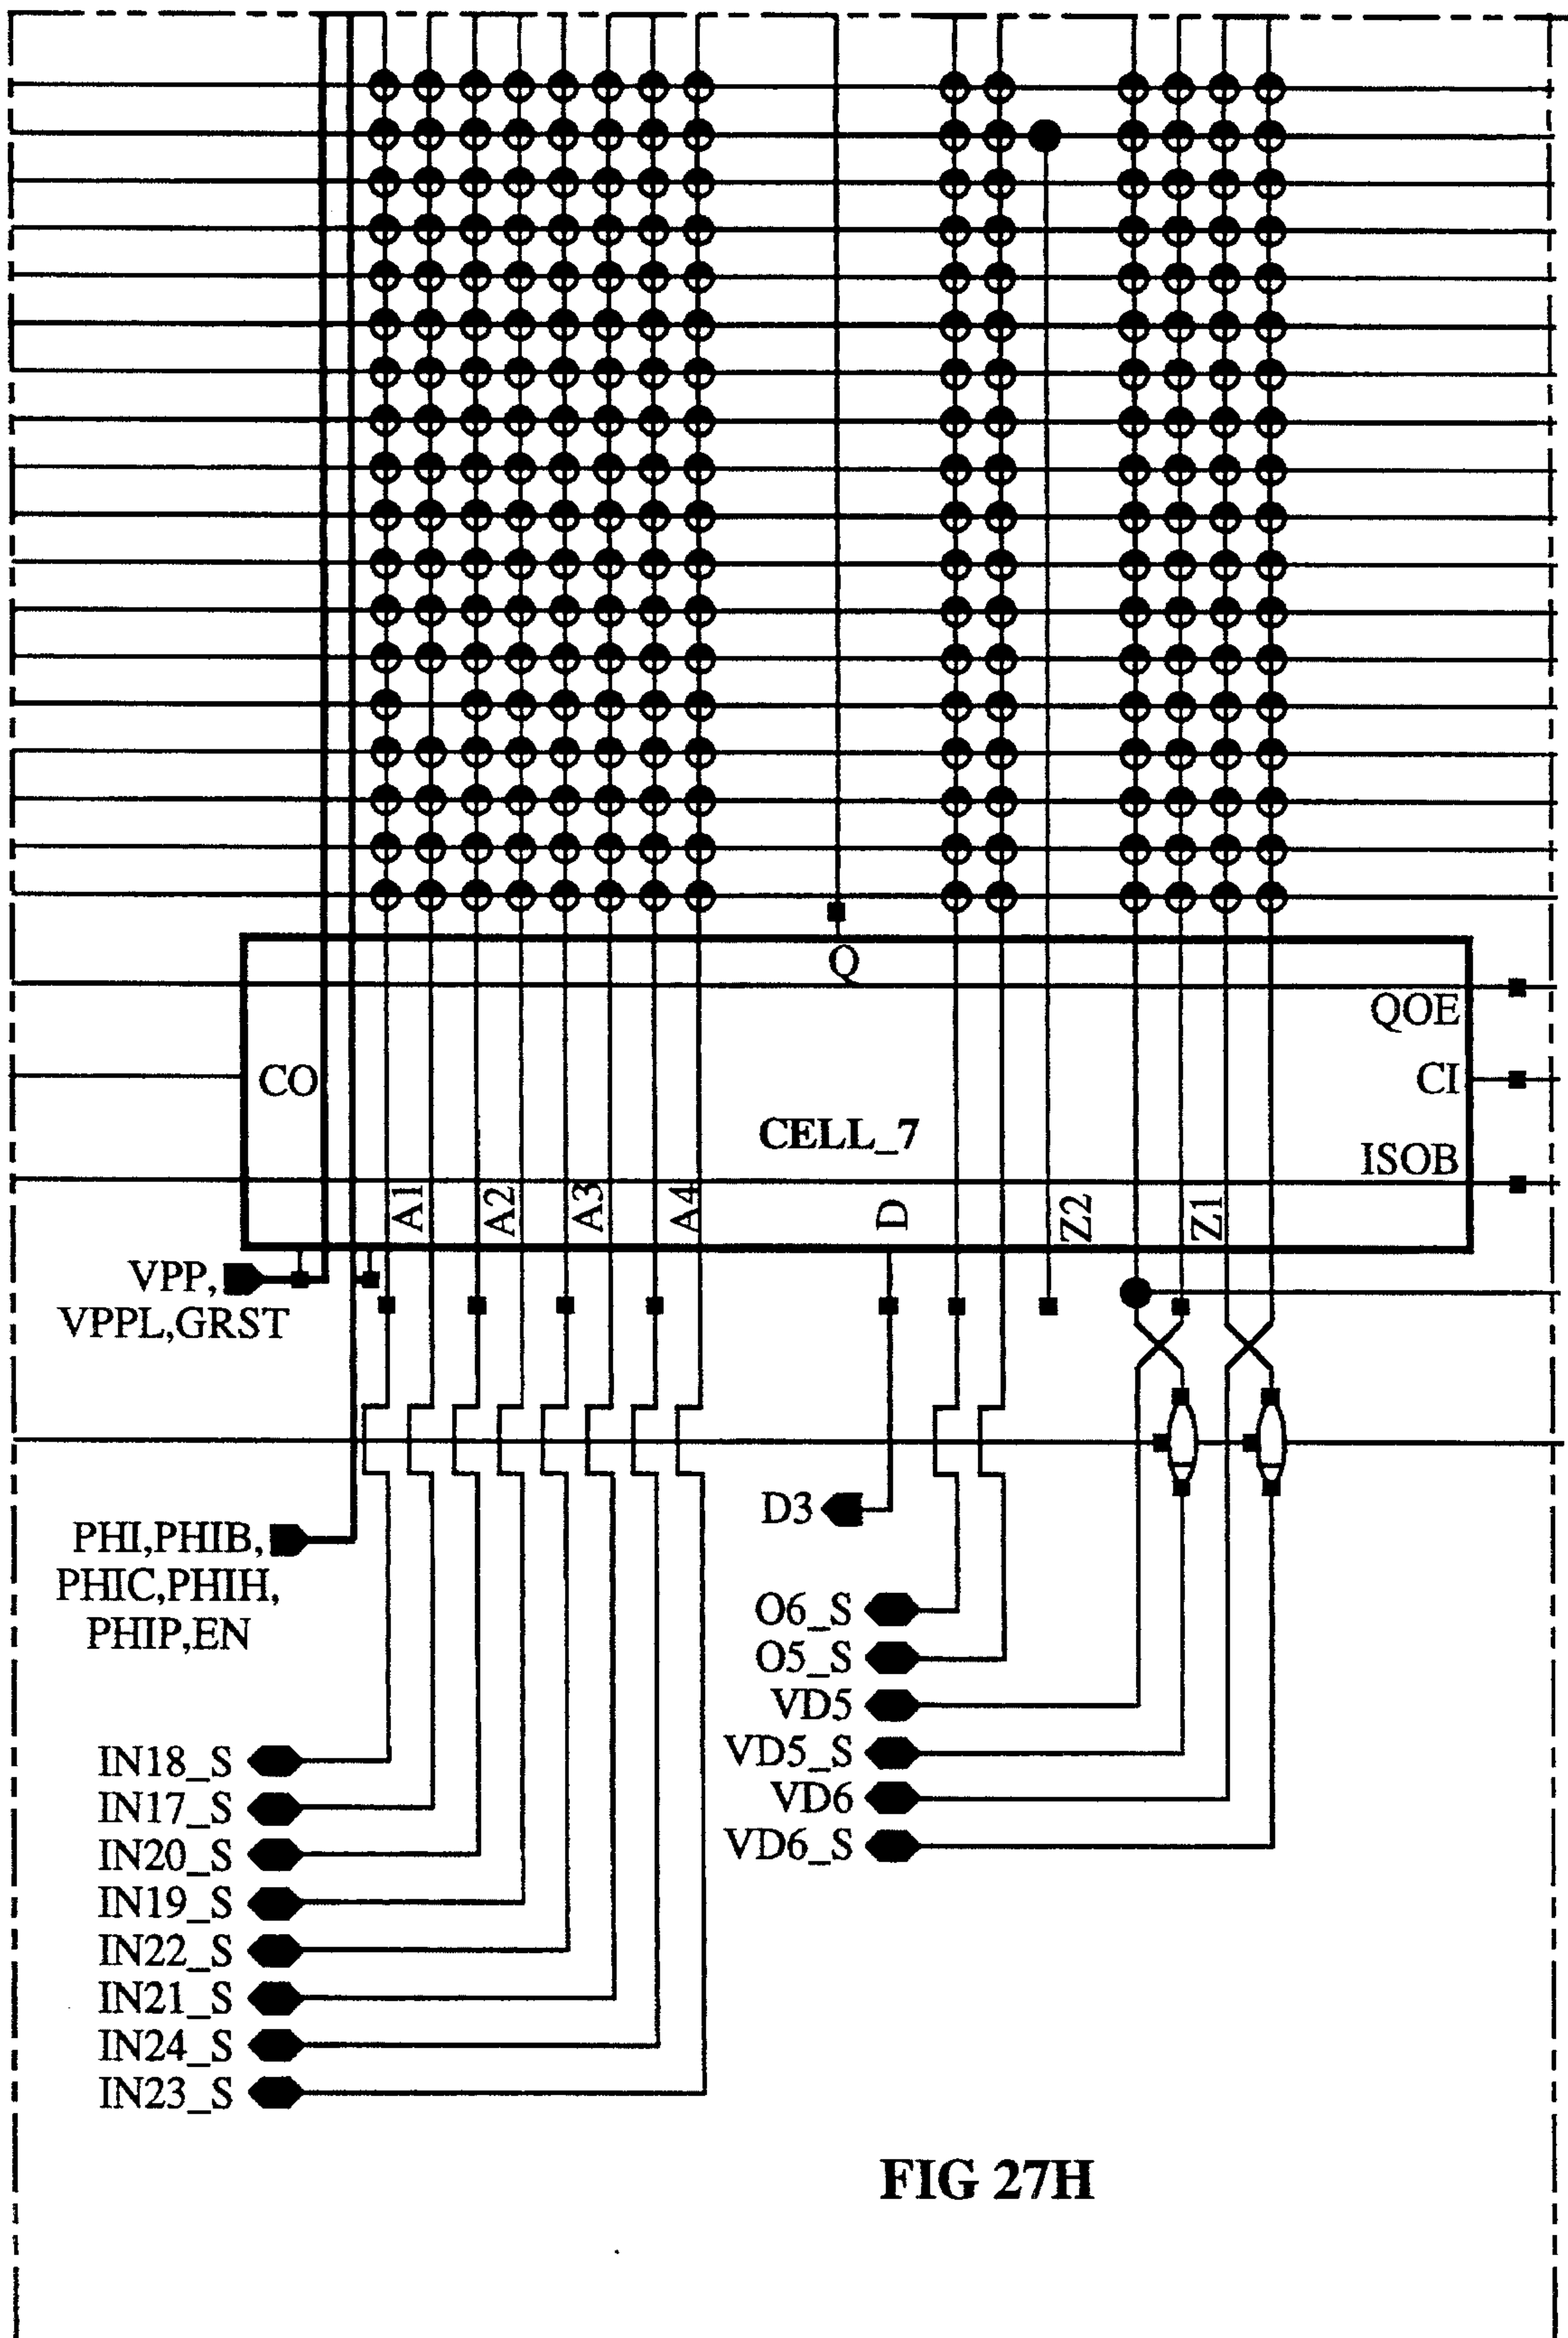 Q
QOE
CO
CI
CELL_7
ISOB
A1
A2
A3
A4
D
Z2
Z1
VPP,
VPPL,GRST
D3
PHI,PHIB,
PHIC,PHIH,
PHIP,EN
O6_S
O5_S
VD5
VD5_S
VD6
VD6_S
IN18_S
IN17_S
IN20_S
IN19_S
IN22_S
IN21_S
IN24_S
IN23_S
FIG 27H